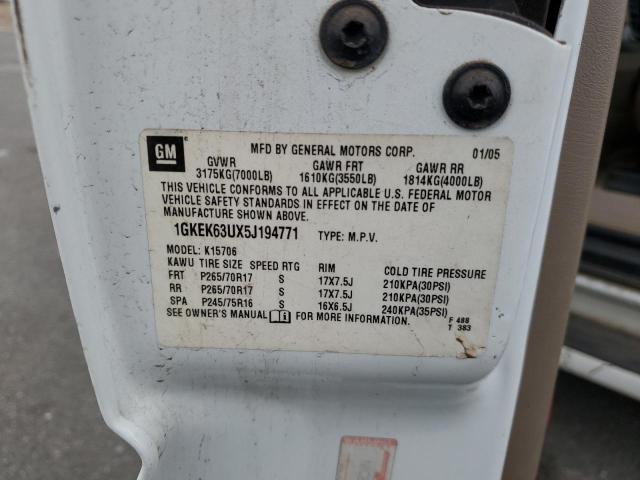 GM
MFD BY GENERAL MOTORS CORP. 01/05
GVWR GAWR FRT GAWR RR
3175KG(7000LB) 1610KG(3550LB) 1814KG(4000LB)
THIS VEHICLE CONFORMS TO ALL APPLICABLE U.S. FEDERAL MOTOR
VEHICLE SAFETY STANDARDS IN EFFECT ON THE DATE OF
MANUFACTURE SHOWN ABOVE.
1GKEK63UX5J194771 TYPE: M.P.V.
MODEL: K15706
KAWU TIRE SIZE SPEED RTG RIM COLD TIRE PRESSURE
FRT P265/70R17 S 17X7.5J 210KPA(30PSI)
RR P265/70R17 S 17X7.5J 210KPA(30PSI)
SPA P245/75R16 S 16X6.5J 240KPA(35PSI)
SEE OWNER'S MANUAL FOR MORE INFORMATION.
F 488
T 383